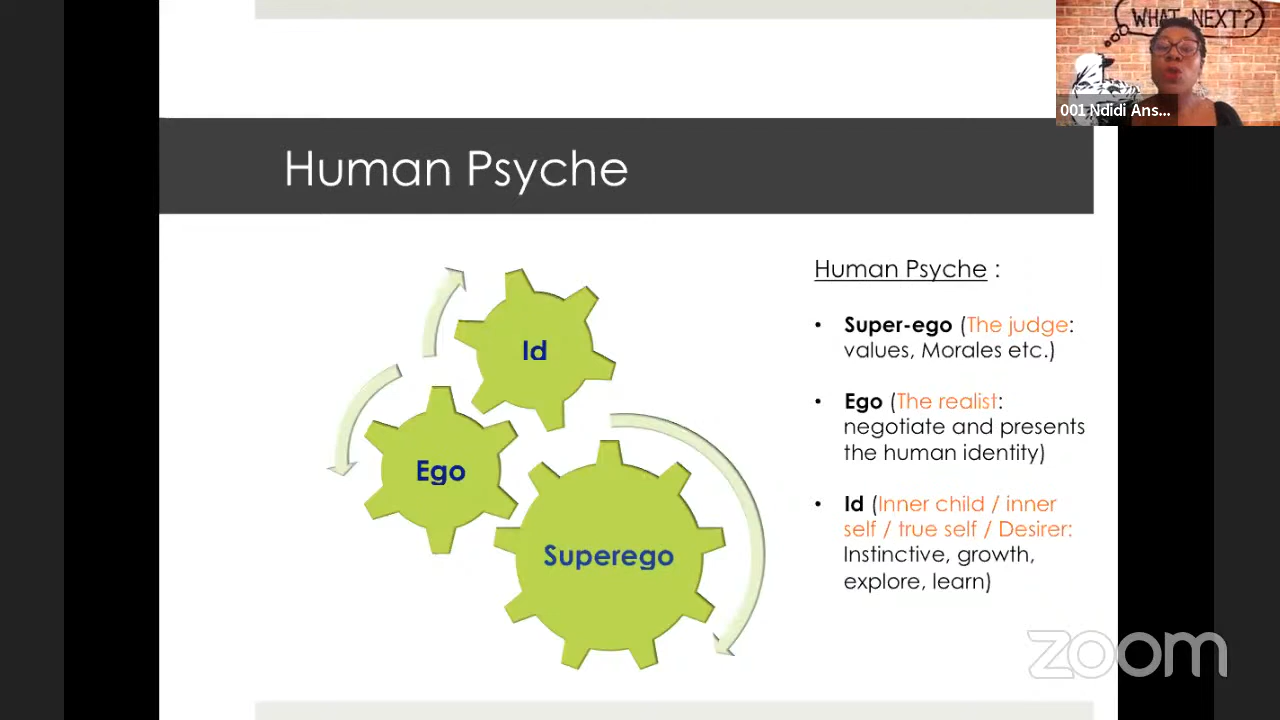 WHAT NEXT?
001 Ndidi Ans...
Human Psyche
Id
Ego
Superego
Human Psyche :
• Super-ego (The judge:
values, Morales etc.)
• Ego (The realist:
negotiate and presents
the human identity)
• Id (Inner child / inner
self / true self / Desirer:
Instinctive, growth,
explore, learn)
zoom